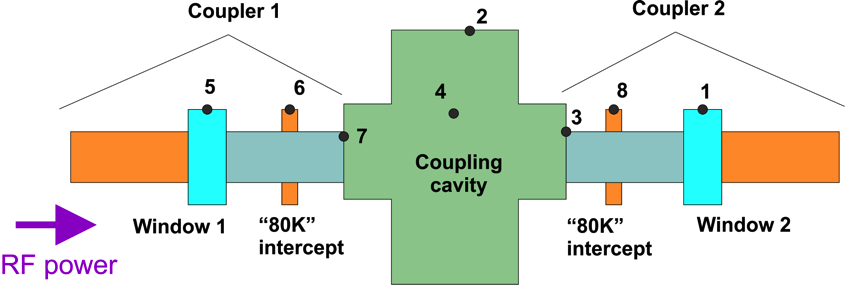 Coupler 1
Coupler 2
2
5
6
4
8
1
3
7
Coupling
cavity
Window 1
“80K”
intercept
“80K”
intercept
Window 2
RF power